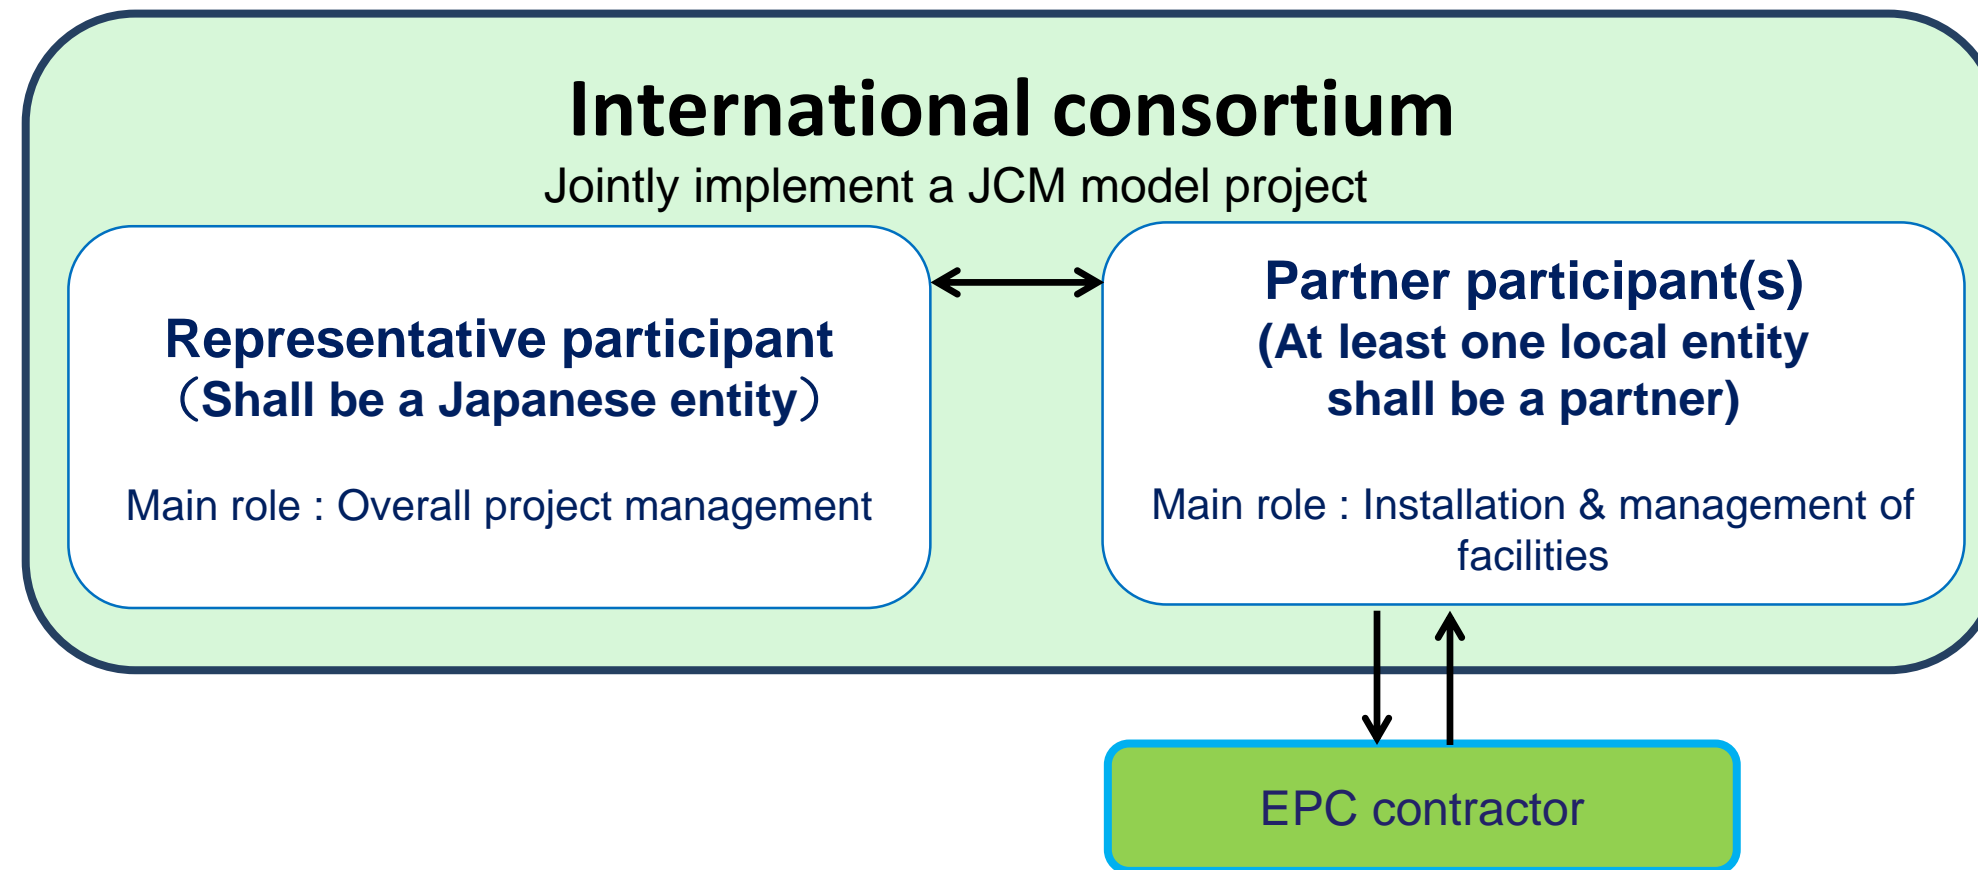 International consortium
Jointly implement a JCM model project
Representative participant
（Shall be a Japanese entity）
Main role : Overall project management
Partner participant(s)
(At least one local entity
shall be a partner)
Main role : Installation & management of
facilities
EPC contractor